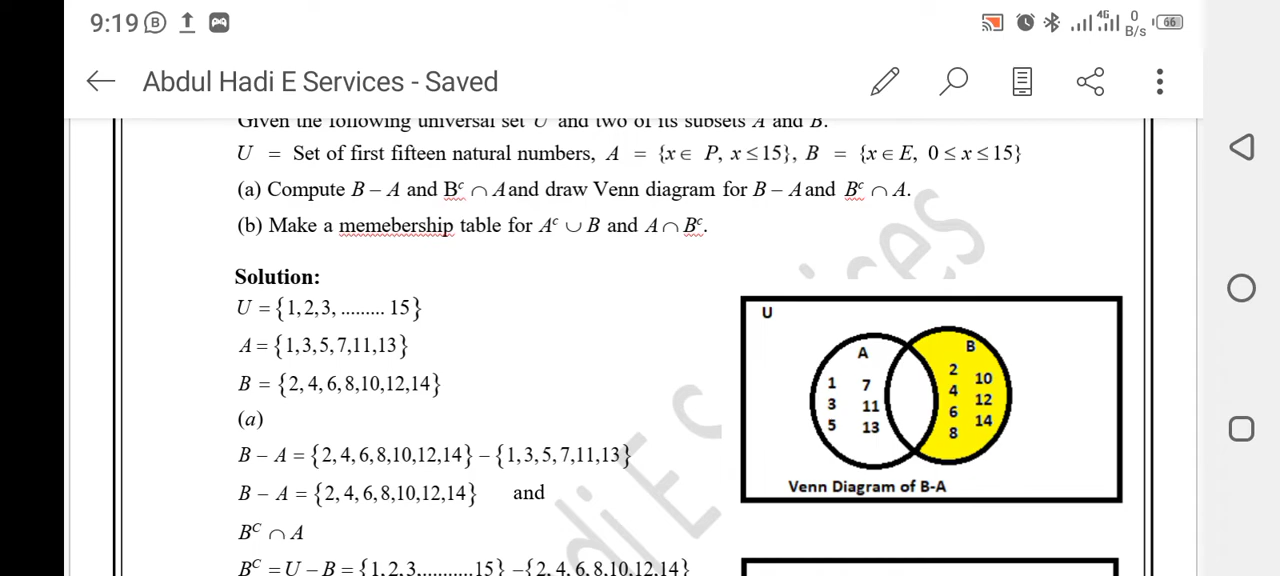 9:19
4G 0 B/s 66
Abdul Hadi E Services - Saved
Given the following universal set U and two of its subsets A and B.
U = Set of first fifteen natural numbers, A = {x ∈ P, x ≤ 15}, B = {x ∈ E, 0 ≤ x ≤ 15}
(a) Compute B – A and Bᶜ ∩ A and draw Venn diagram for B – A and Bᶜ ∩ A.
(b) Make a memebership table for Aᶜ ∪ B and A ∩ Bᶜ.
Solution:
U = {1,2,3, ......... 15}
A = {1,3,5,7,11,13}
B = {2,4,6,8,10,12,14}
(a)
B – A = {2,4,6,8,10,12,14} – {1,3,5,7,11,13}
B – A = {2,4,6,8,10,12,14} and
Bᶜ ∩ A
Bᶜ = U – B = {1,2,3...........15} – {2,4,6,8,10,12,14}
U
A B
1 7 2 10
3 11 4 12
5 13 6 14
8
Venn Diagram of B-A